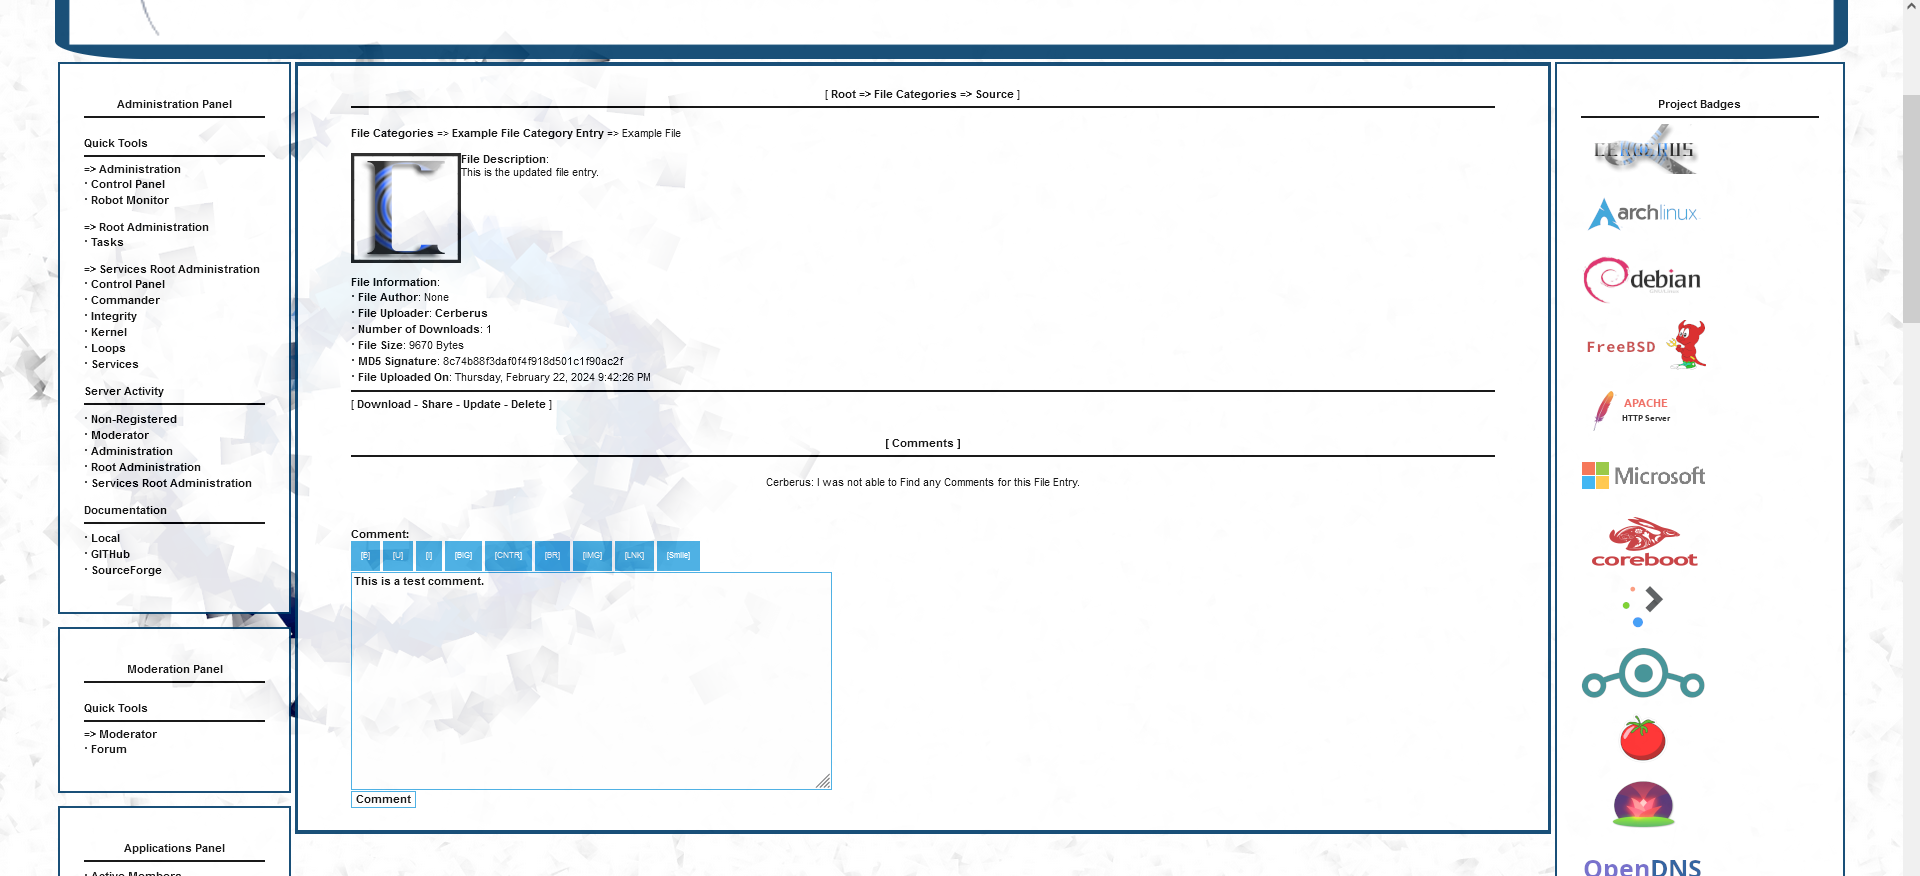 Administration Panel
Quick Tools
=> Administration
· Control Panel
· Robot Monitor
=> Root Administration
· Tasks
=> Services Root Administration
· Control Panel
· Commander
· Integrity
· Kernel
· Loops
· Services
Server Activity
· Non-Registered
· Moderator
· Administration
· Root Administration
· Services Root Administration
Documentation
· Local
· GITHub
· SourceForge
Moderation Panel
Quick Tools
=> Moderator
· Forum
Applications Panel
· Active Members
[ Root => File Categories => Source ]
File Categories => Example File Category Entry => Example File
File Description:
This is the updated file entry.
File Information:
· File Author: None
· File Uploader: Cerberus
· Number of Downloads: 1
· File Size: 9670 Bytes
· MD5 Signature: 8c74b88f3daf0f4f918d501c1f90ac2f
· File Uploaded On: Thursday, February 22, 2024 9:42:26 PM
[ Download - Share - Update - Delete ]
[ Comments ]
Cerberus: I was not able to Find any Comments for this File Entry.
Comment:
[B] [U] [I] [BIG] [CNTR] [BR] [IMG] [LNK] [Smile]
This is a test comment.
Comment
Project Badges
CERBERUS
archlinux
debian
FreeBSD
APACHE
HTTP Server
Microsoft
coreboot
OpenDNS